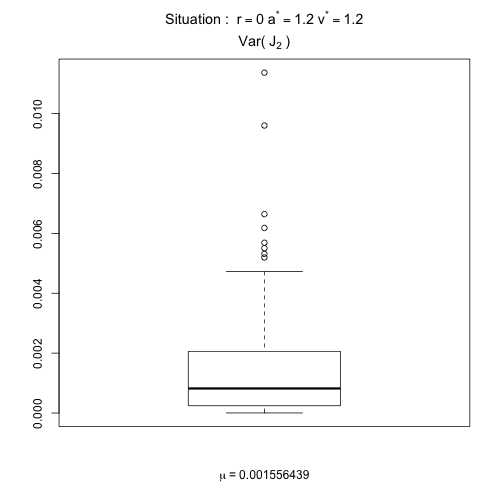 Situation : r = 0 a* = 1.2 v* = 1.2
Var( J₂ )
0.010
0.008
0.006
0.004
0.002
0.000
μ = 0.001556439